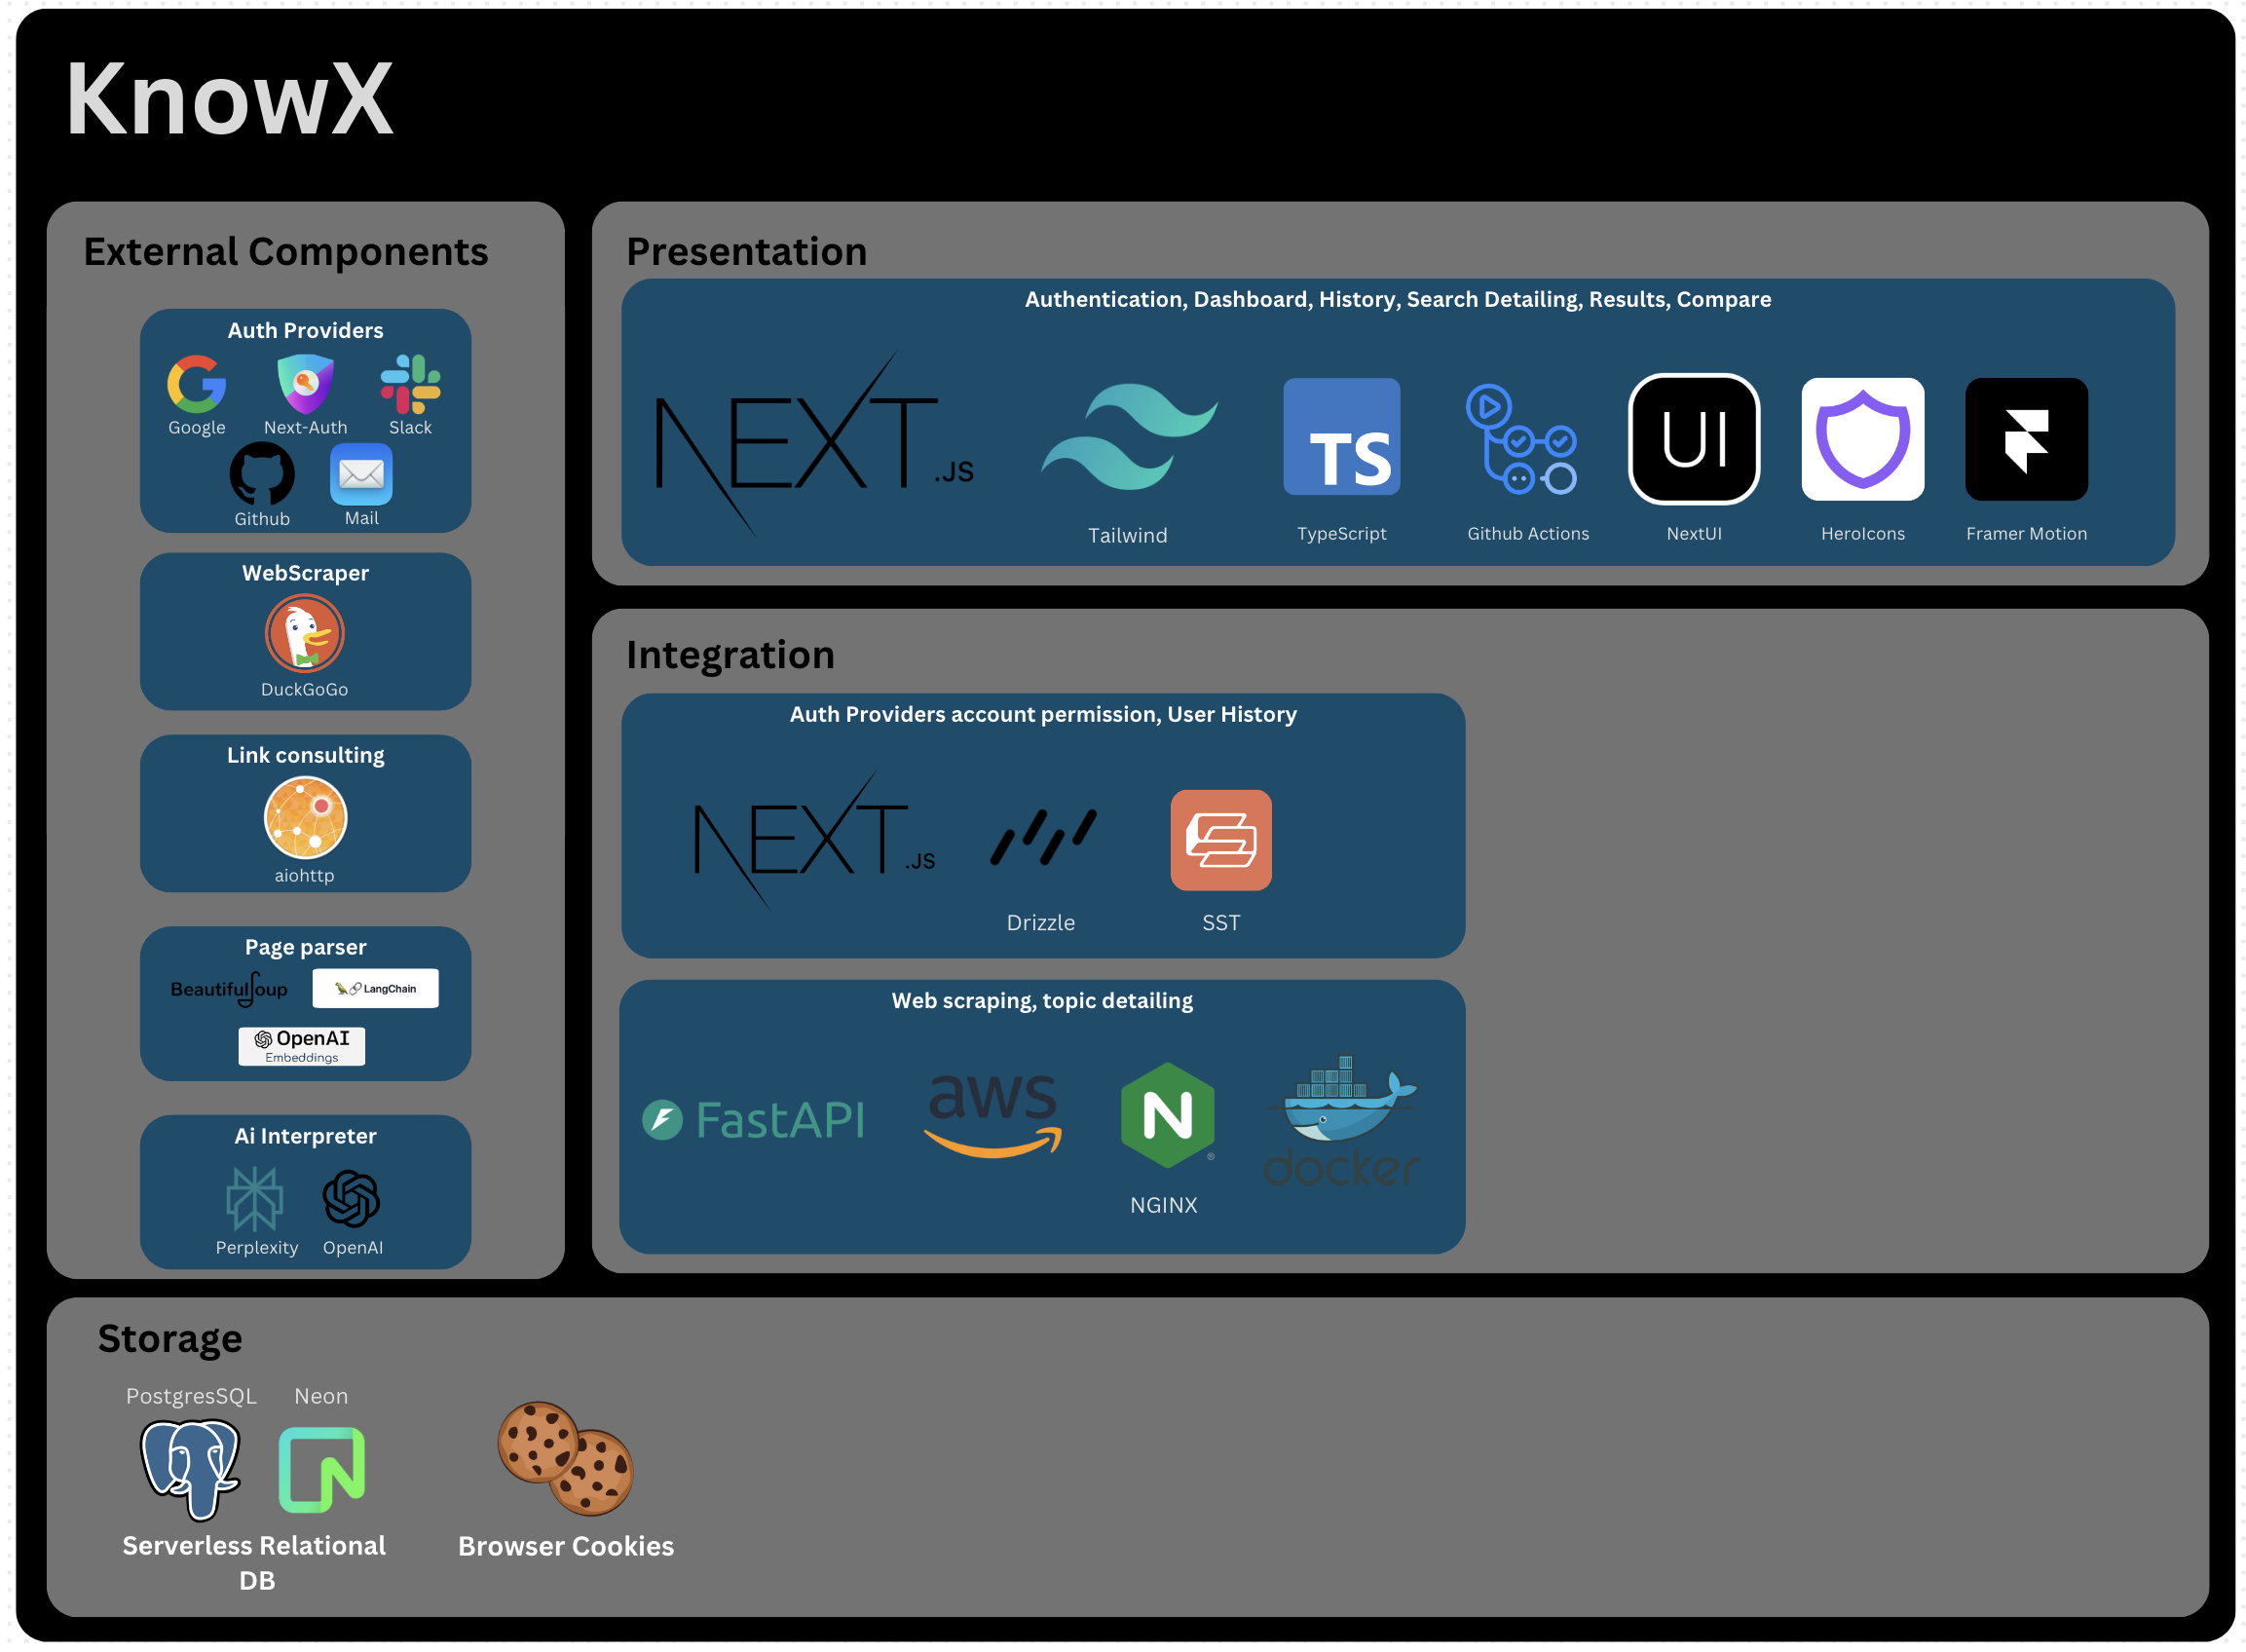 KnowX
External Components
Auth Providers
Google
Next-Auth
Slack
Github
Mail
WebScraper
DuckGoGo
Link consulting
aiohttp
Page parser
BeautifulSoup
LangChain
OpenAI
Embeddings
Ai Interpreter
Perplexity
OpenAI
Presentation
Authentication, Dashboard, History, Search Detailing, Results, Compare
NEXT.JS
Tailwind
TS
TypeScript
Github Actions
UI
NextUI
HeroIcons
Framer Motion
Integration
Auth Providers account permission, User History
NEXT.JS
Drizzle
SST
Web scraping, topic detailing
FastAPI
aws
N
®
NGINX
docker
Storage
PostgresSQL
Neon
Serverless Relational
DB
Browser Cookies